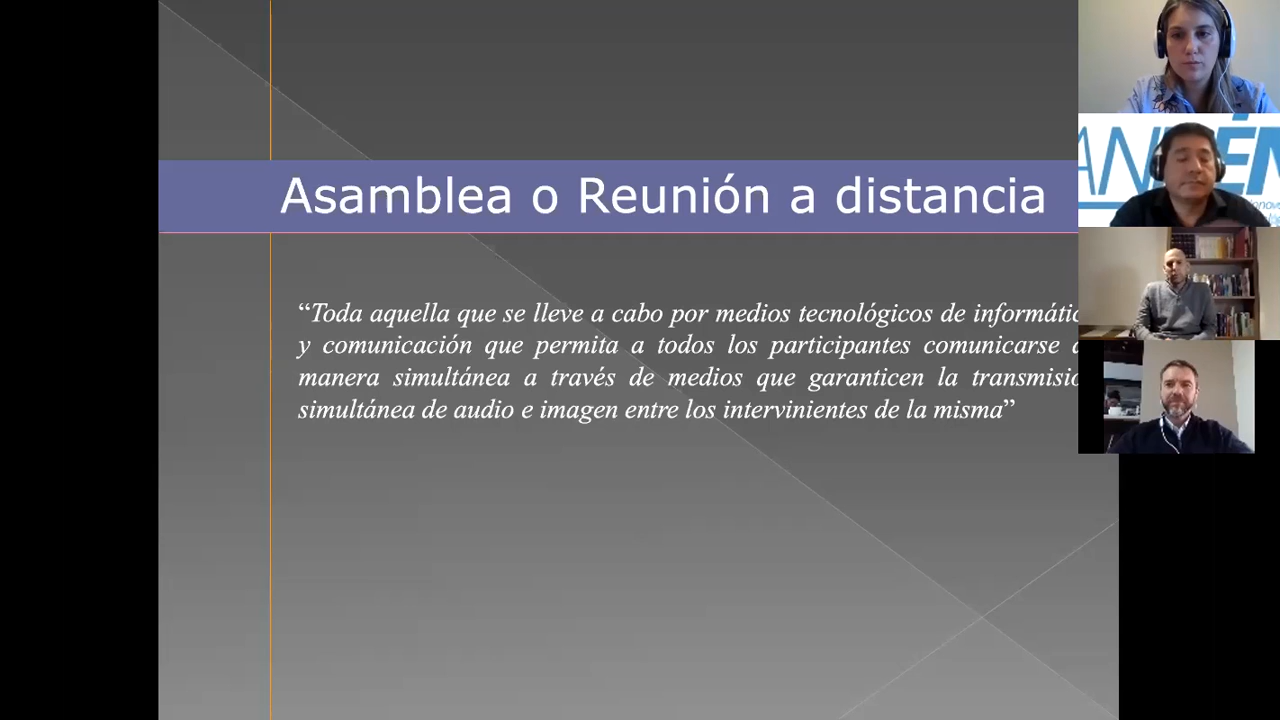 Asamblea o Reunión a distancia
“Toda aquella que se lleve a cabo por medios tecnológicos de
y comunicación que permita a todos los participantes comunicarse
manera simultánea a través de medios que garanticen la
simultánea de audio e imagen entre los intervinientes de la misma”